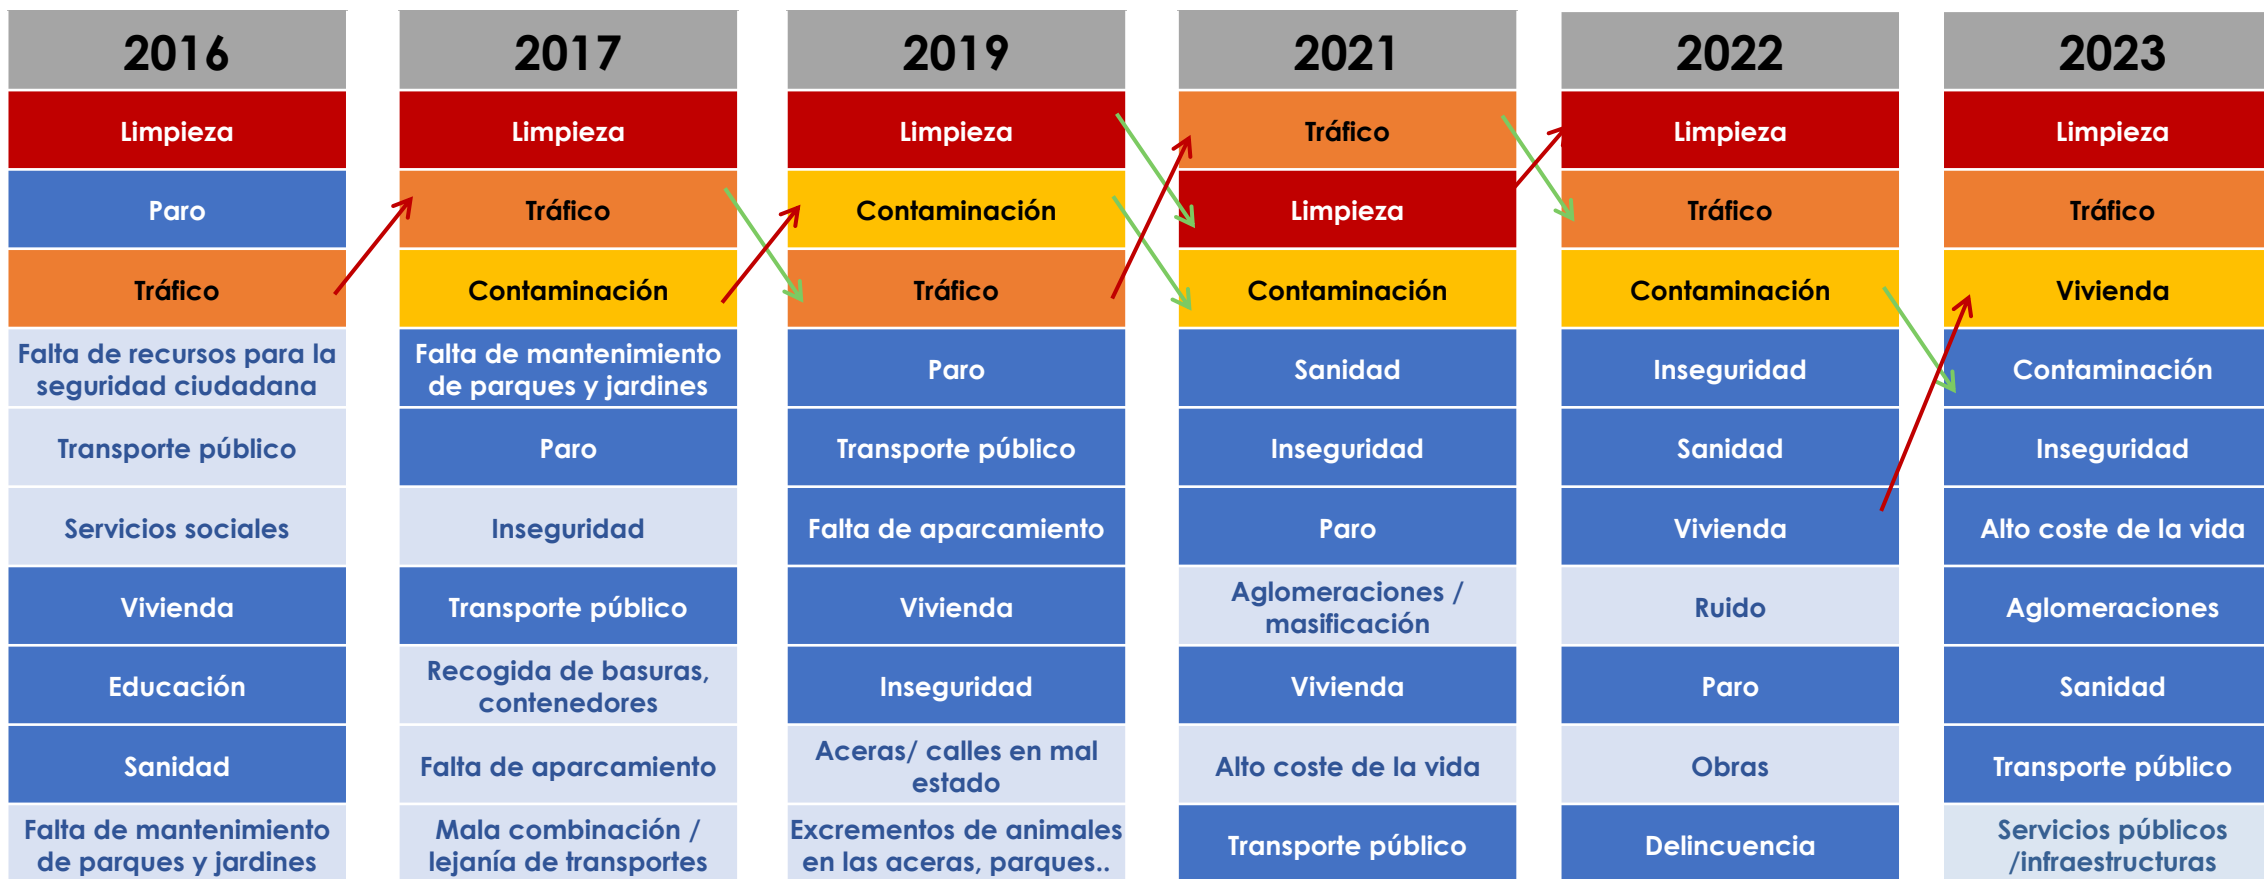 2016
Limpieza
Paro
Tráfico
Falta de recursos para la
seguridad ciudadana
Transporte público
Servicios sociales
Vivienda
Educación
Sanidad
Falta de mantenimiento
de parques y jardines
2017
Limpieza
Tráfico
Contaminación
Falta de mantenimiento
de parques y jardines
Paro
Inseguridad
Transporte público
Recogida de basuras,
contenedores
Falta de aparcamiento
Mala combinación /
lejanía de transportes
2019
Limpieza
Contaminación
Tráfico
Paro
Transporte público
Falta de aparcamiento
Vivienda
Inseguridad
Aceras/ calles en mal
estado
Excrementos de animales
en las aceras, parques..
2021
Tráfico
Limpieza
Contaminación
Sanidad
Inseguridad
Paro
Aglomeraciones /
masificación
Vivienda
Alto coste de la vida
Transporte público
2022
Limpieza
Tráfico
Contaminación
Inseguridad
Sanidad
Vivienda
Ruido
Paro
Obras
Delincuencia
2023
Limpieza
Tráfico
Vivienda
Contaminación
Inseguridad
Alto coste de la vida
Aglomeraciones
Sanidad
Transporte público
Servicios públicos
/infraestructuras